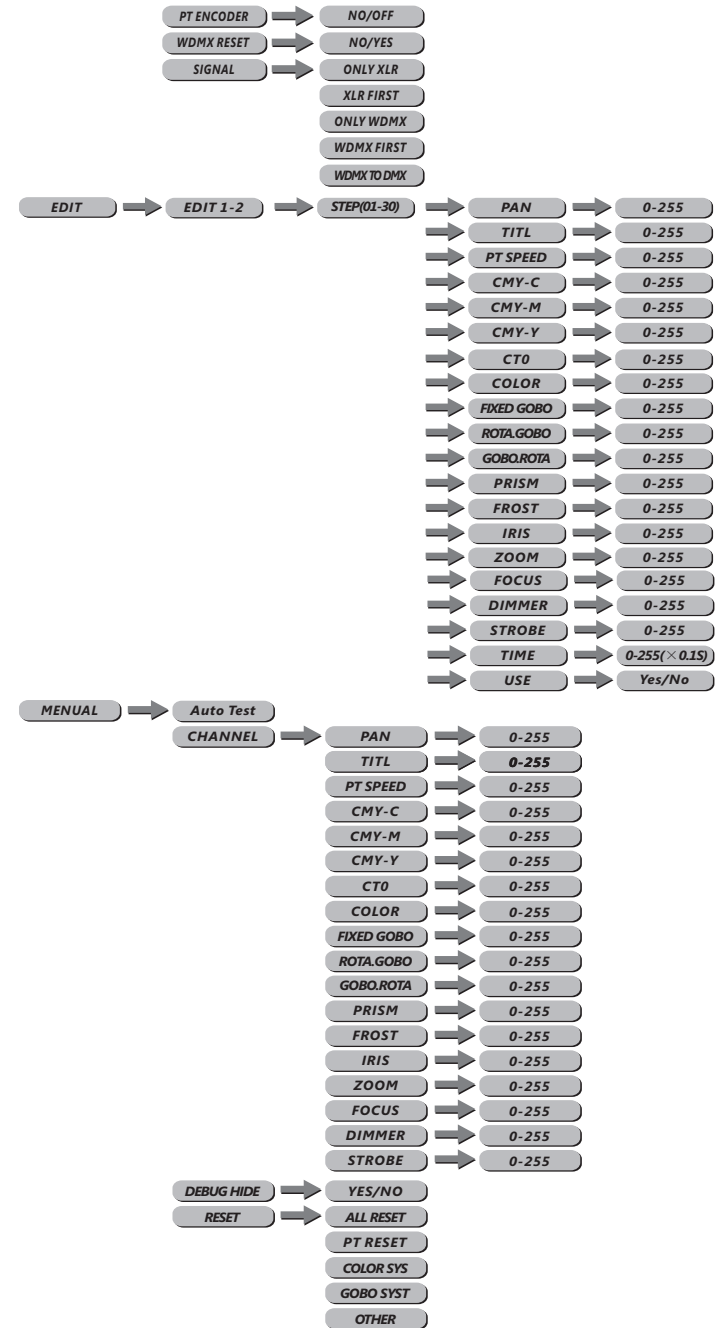 PT ENCODER NO/OFF
WDMX RESET NO/YES
SIGNAL ONLY XLR
XLR FIRST
ONLY WDMX
WDMX FIRST
WDMX TO DMX
EDIT EDIT 1-2 STEP(01-30) PAN 0-255
TITL 0-255
PT SPEED 0-255
CMY-C 0-255
CMY-M 0-255
CMY-Y 0-255
CT0 0-255
COLOR 0-255
FIXED GOBO 0-255
ROTA.GOBO 0-255
GOBO.ROTA 0-255
PRISM 0-255
FROST 0-255
IRIS 0-255
ZOOM 0-255
FOCUS 0-255
DIMMER 0-255
STROBE 0-255
TIME 0-255(×0.1S)
USE Yes/No
MENUAL Auto Test
CHANNEL PAN 0-255
TITL 0-255
PT SPEED 0-255
CMY-C 0-255
CMY-M 0-255
CMY-Y 0-255
CT0 0-255
COLOR 0-255
FIXED GOBO 0-255
ROTA.GOBO 0-255
GOBO.ROTA 0-255
PRISM 0-255
FROST 0-255
IRIS 0-255
ZOOM 0-255
FOCUS 0-255
DIMMER 0-255
STROBE 0-255
DEBUG HIDE YES/NO
RESET ALL RESET
PT RESET
COLOR SYS
GOBO SYST
OTHER